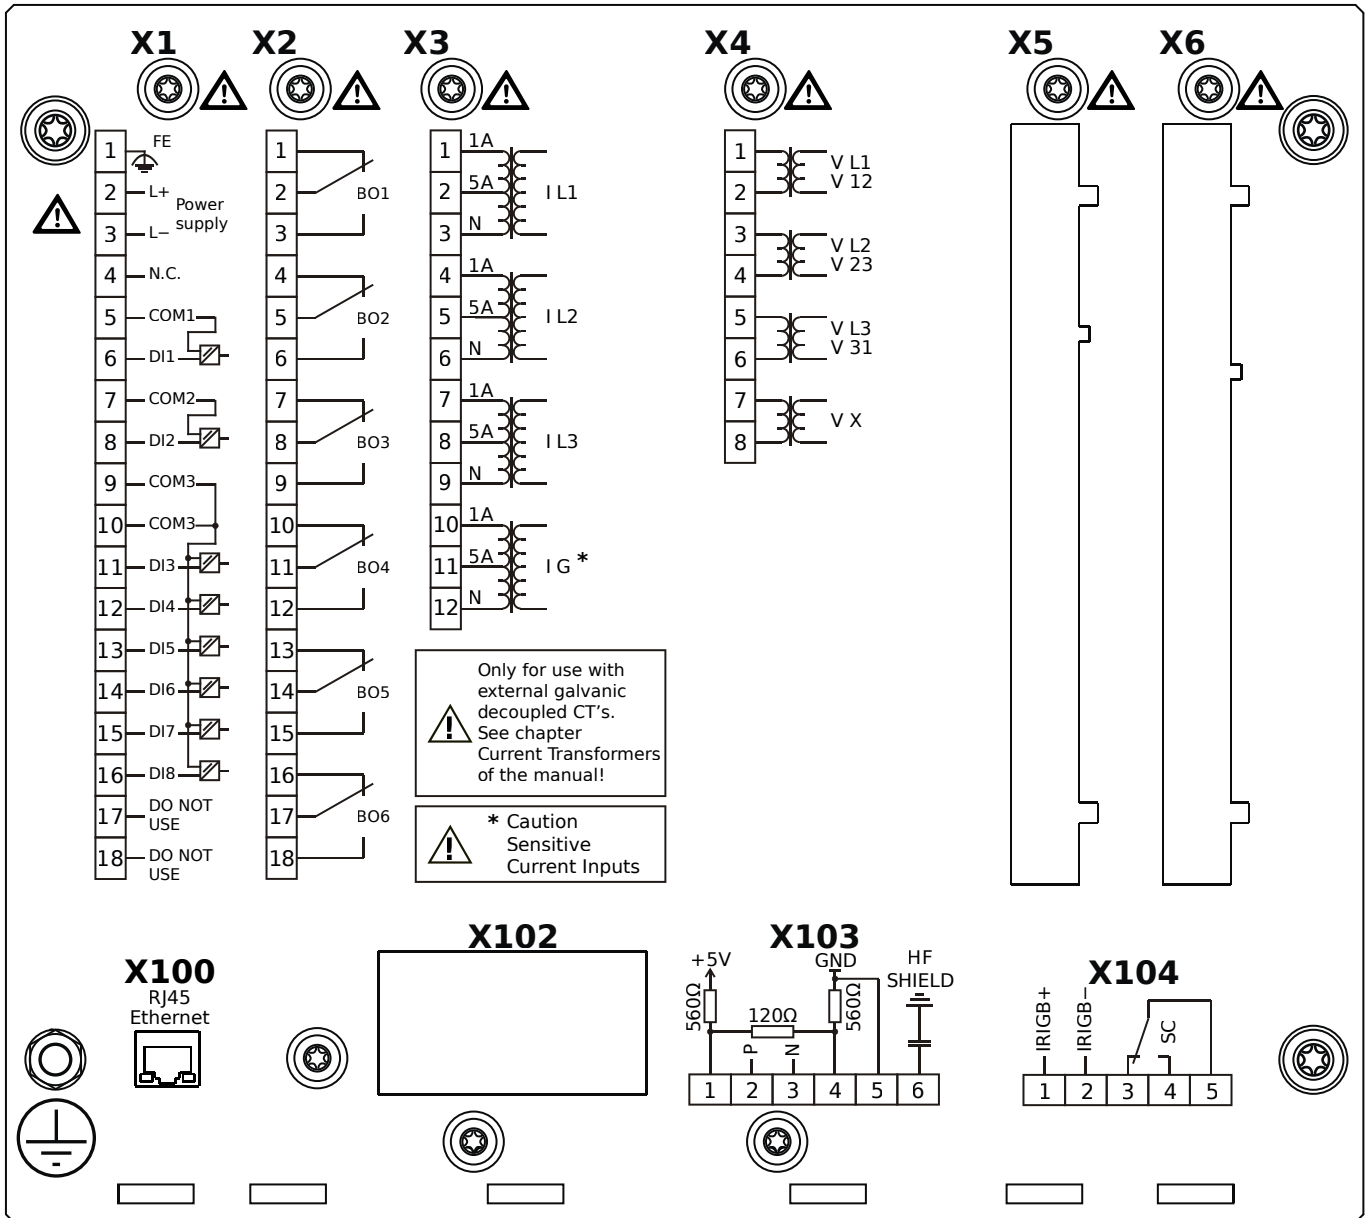 X1
X2
X3
X4
X5
X6
1 FE
2 L+
Power
supply
3 L−
4 N.C.
5 COM1
6 DI1
7 COM2
8 DI2
9 COM3
10 COM3
11 DI3
12 DI4
13 DI5
14 DI6
15 DI7
16 DI8
17 DO NOT
USE
18 DO NOT
USE
1
2 BO1
3
4
5 BO2
6
7
8 BO3
9
10
11 BO4
12
13
14 BO5
15
16
17 BO6
18
1 1A
2 5A I L1
3 N
4 1A
5 5A I L2
6 N
7 1A
8 5A I L3
9 N
10 1A
11 5A I G *
12 N
! Only for use with
external galvanic
decoupled CT's.
See chapter
Current Transformers
of the manual!
! * Caution
Sensitive
Current Inputs
1 V L1
2 V 12
3 V L2
4 V 23
5 V L3
6 V 31
7 V X
8
X100
RJ45
Ethernet
X102
X103
+5V
GND
HF
SHIELD
560Ω
120Ω
560Ω
P
N
1 2 3 4 5 6
X104
IRIGB+
IRIGB−
SC
1 2 3 4 5